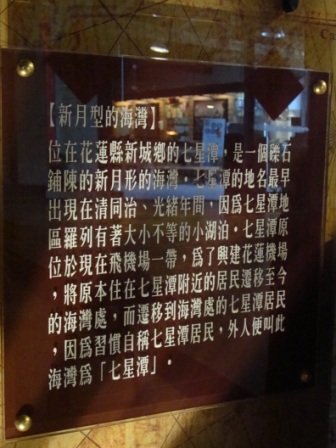 【新月型的海灣】
位在花蓮縣新城鄉的七星潭，是一個礫石
鋪陳的新月形的海灣，七星潭的地名最早
出現在清同治、光緒年間，因為七星潭地
區羅列有著大小不等的小湖泊。七星潭原
位於現在飛機場一帶，為了興建花蓮機場
，將原本住在七星潭附近的居民遷移至今
的海灣處，而遷移到海灣處的七星潭居民
，因為習慣自稱七星潭居民，外人便叫此
海灣為「七星潭」。
Ca